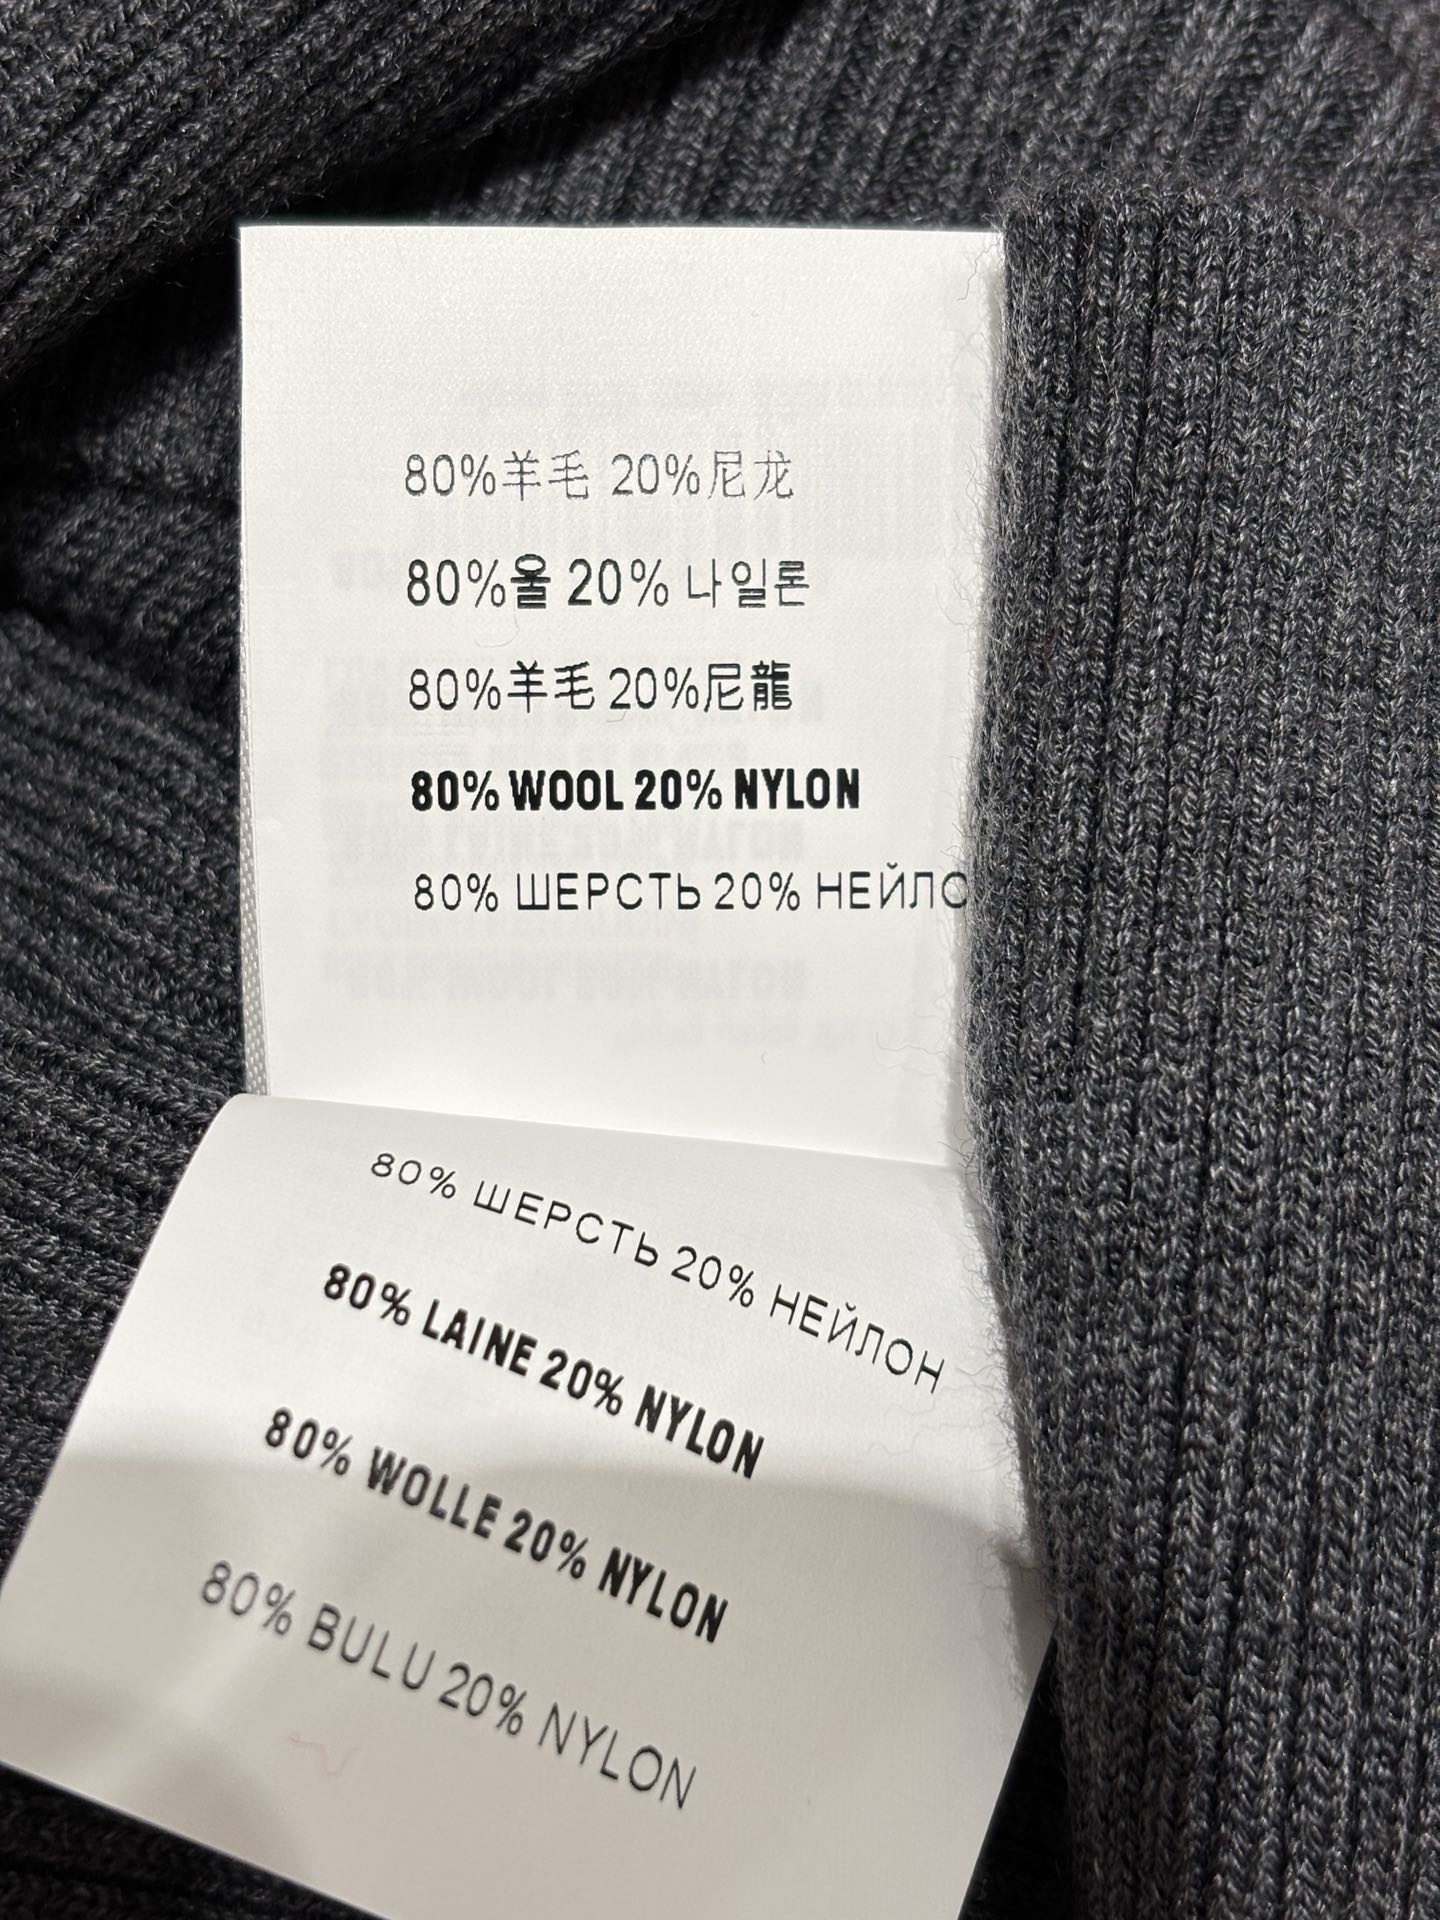 80%羊毛 20%尼龙
80%울 20% 나일론
80%羊毛 20%尼龍
80% WOOL 20% NYLON
80% ШЕРСТЬ 20% НЕЙЛО
80% ШЕРСТЬ 20% НЕЙЛОН
80% LAINE 20% NYLON
80% WOLLE 20% NYLON
80% BULU 20% NYLON